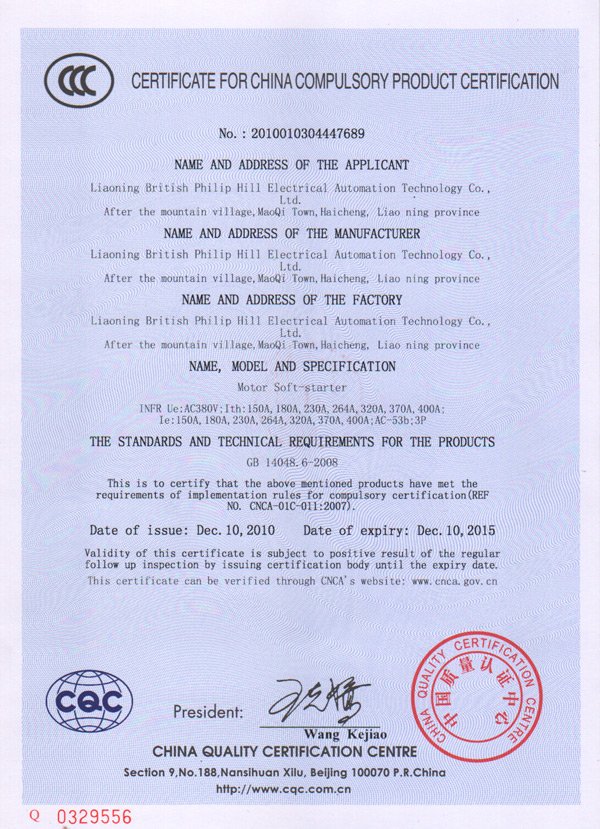 CCC CERTIFICATE FOR CHINA COMPULSORY PRODUCT CERTIFICATION
No.: 2010010304447689
NAME AND ADDRESS OF THE APPLICANT
Liaoning British Philip Hill Electrical Automation Technology Co.,
Ltd.
After the mountain village,MaoQi Town,Haicheng, Liao ning province
NAME AND ADDRESS OF THE MANUFACTURER
Liaoning British Philip Hill Electrical Automation Technology Co.,
Ltd.
After the mountain village,MaoQi Town,Haicheng, Liao ning province
NAME AND ADDRESS OF THE FACTORY
Liaoning British Philip Hill Electrical Automation Technology Co.,
Ltd.
After the mountain village,MaoQi Town,Haicheng, Liao ning province
NAME, MODEL AND SPECIFICATION
Motor Soft-starter
INFR Ue:AC380V;Ith:150A,180A,230A,264A,320A,370A,400A;
Ie:150A,180A,230A,264A,320A,370A,400A;AC-53b;3P
THE STANDARDS AND TECHNICAL REQUIREMENTS FOR THE PRODUCTS
GB 14048.6-2008
This is to certify that the above mentioned products have met the
requirements of implementation rules for compulsory certification(REF
NO. CNCA-01C-011:2007).
Date of issue: Dec.10,2010 Date of expiry: Dec.10,2015
Validity of this certificate is subject to positive result of the regular
follow up inspection by issuing certification body until the expiry date.
This certificate can be verified through CNCA's website: www.cnca.gov.cn
CHINA QUALITY CERTIFICATION CENTRE
中国质量认证中心
CQC
President:
Wang Kejiao
CHINA QUALITY CERTIFICATION CENTRE
Section 9,No.188,Nansihuan Xilu, Beijing 100070 P.R.China
http://www.cqc.com.cn
Q 0329556